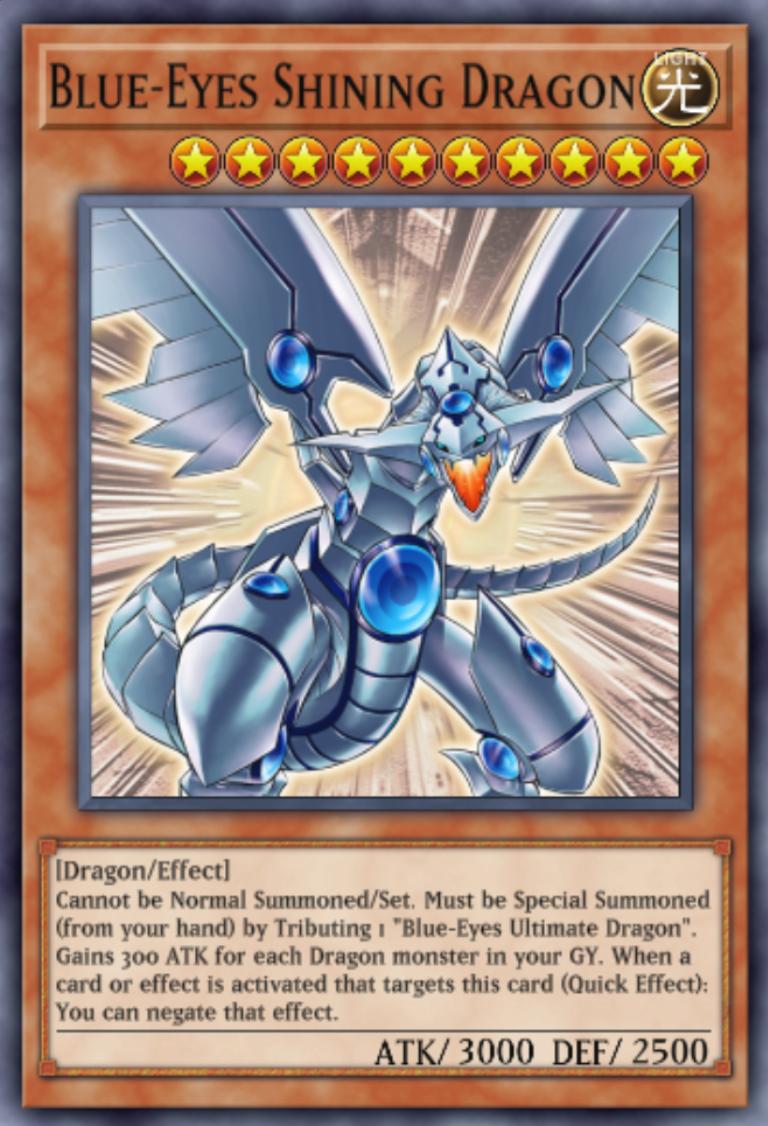 BLUE-EYES SHINING DRAGON
LIGHT
光
[Dragon/Effect]
Cannot be Normal Summoned/Set. Must be Special Summoned
(from your hand) by Tributing 1 "Blue-Eyes Ultimate Dragon".
Gains 300 ATK for each Dragon monster in your GY. When a
card or effect is activated that targets this card (Quick Effect):
You can negate that effect.
ATK/ 3000 DEF/ 2500